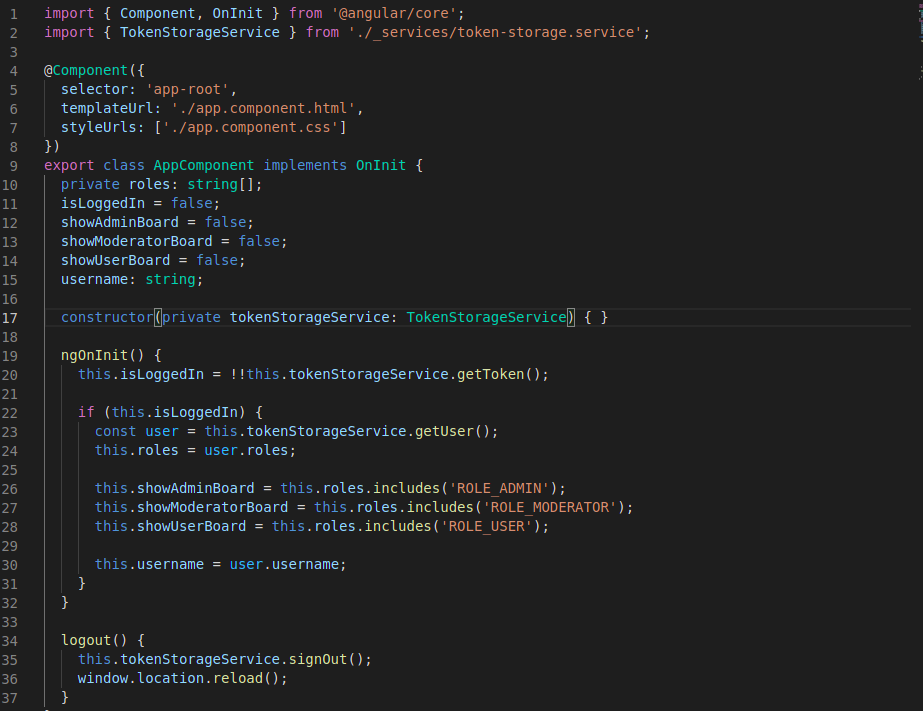 1 import { Component, OnInit } from '@angular/core';
2 import { TokenStorageService } from './_services/token-storage.service';
3
4 @Component({
5   selector: 'app-root',
6   templateUrl: './app.component.html',
7   styleUrls: ['./app.component.css']
8 })
9 export class AppComponent implements OnInit {
10   private roles: string[];
11   isLoggedIn = false;
12   showAdminBoard = false;
13   showModeratorBoard = false;
14   showUserBoard = false;
15   username: string;
16
17   constructor(private tokenStorageService: TokenStorageService) { }
18
19   ngOnInit() {
20     this.isLoggedIn = !!this.tokenStorageService.getToken();
21
22     if (this.isLoggedIn) {
23       const user = this.tokenStorageService.getUser();
24       this.roles = user.roles;
25
26       this.showAdminBoard = this.roles.includes('ROLE_ADMIN');
27       this.showModeratorBoard = this.roles.includes('ROLE_MODERATOR');
28       this.showUserBoard = this.roles.includes('ROLE_USER');
29
30       this.username = user.username;
31     }
32   }
33
34   logout() {
35     this.tokenStorageService.signOut();
36     window.location.reload();
37   }